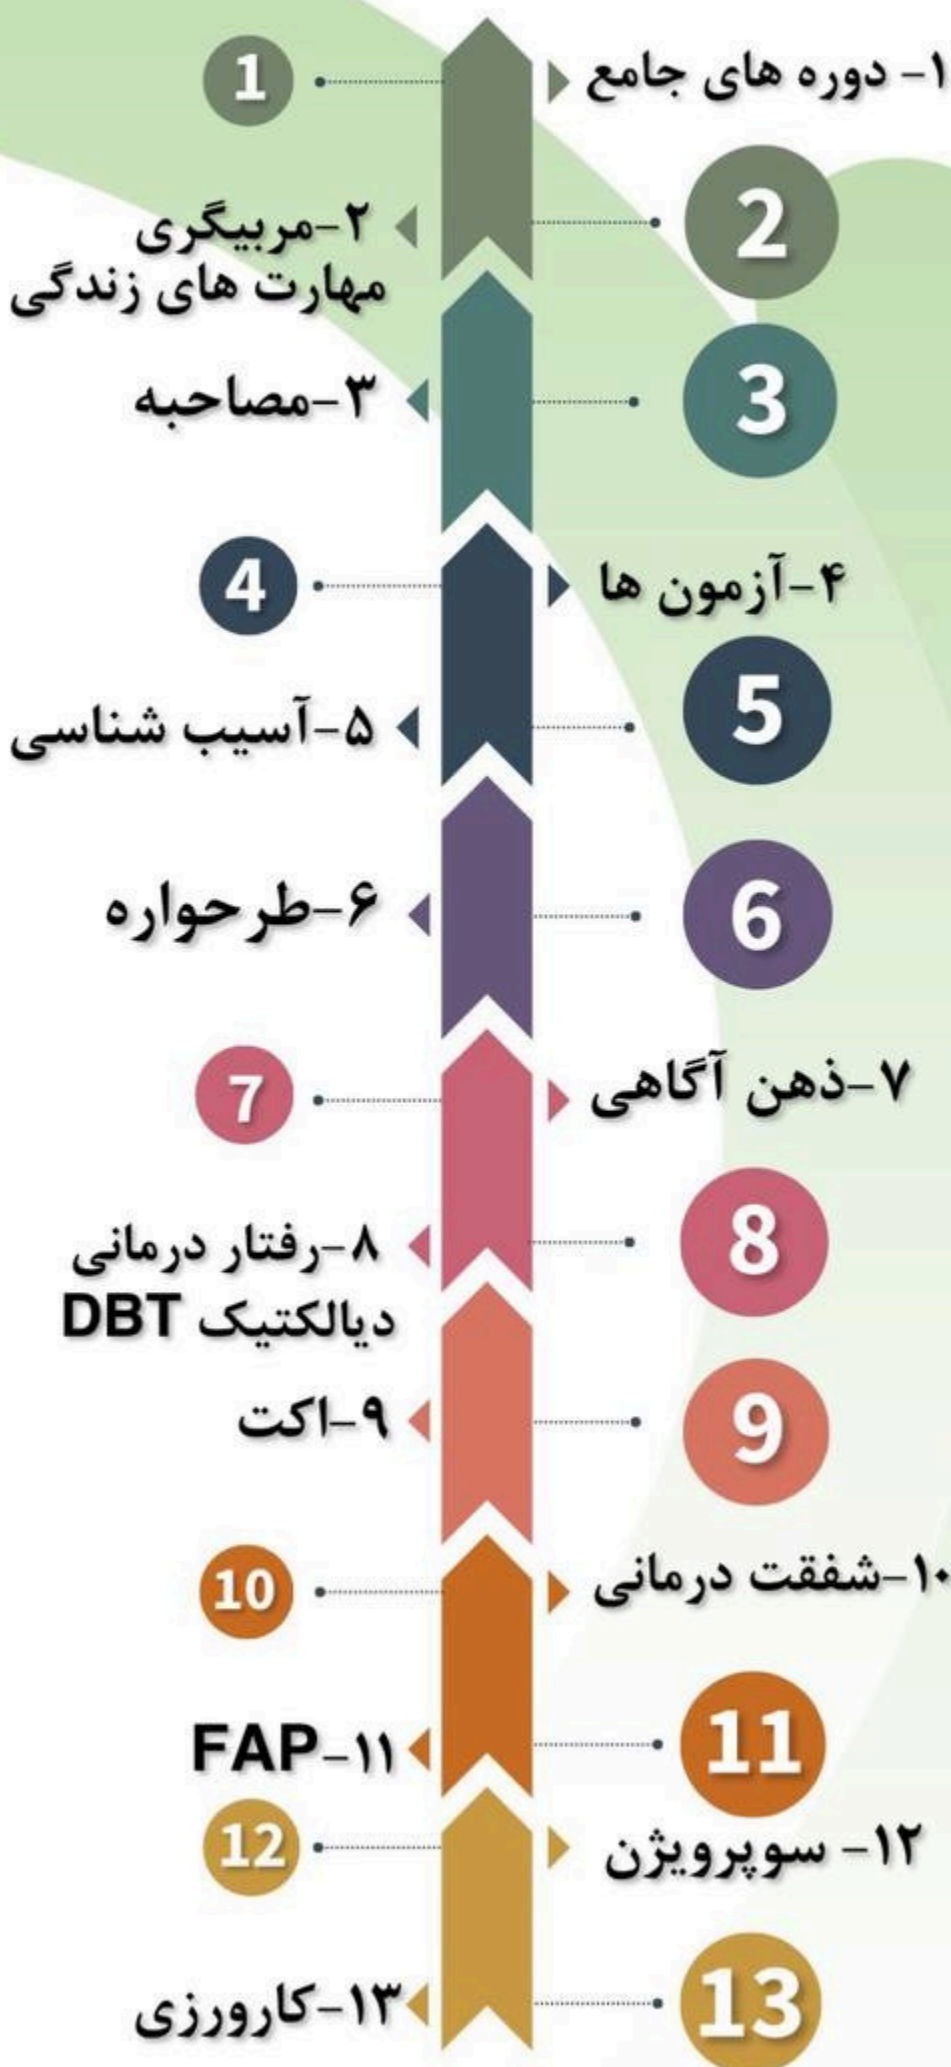 1
۱- دوره های جامع
2
۲-مربیگری
مهارت های زندگی
3
۳-مصاحبه
4
۴-آزمون ها
5
۵-آسیب شناسی
6
۶-طرحواره
7
۷-ذهن آگاهی
8
۸-رفتار درمانی
دیالکتیک DBT
9
۹-اکت
10
۱۰-شفقت درمانی
11
۱۱-FAP
12
۱۲- سوپرویژن
13
۱۳-کارورزی